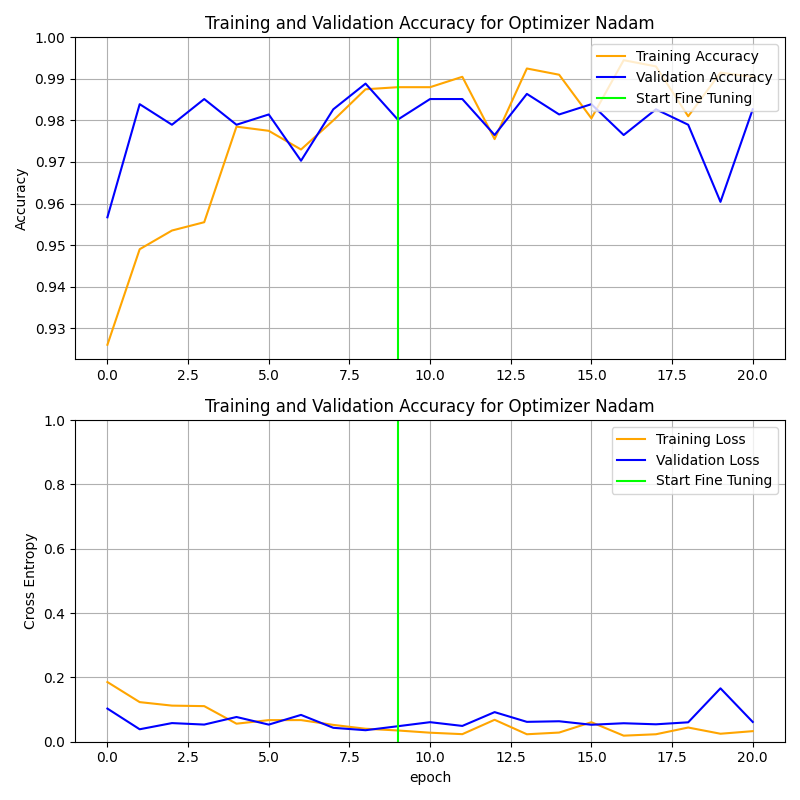 Training and Validation Accuracy for Optimizer Nadam
1.00
0.99
0.98
0.97
0.96
0.95
0.94
0.93
Accuracy
Training Accuracy
Validation Accuracy
Start Fine Tuning
0.0 2.5 5.0 7.5 10.0 12.5 15.0 17.5 20.0
Training and Validation Accuracy for Optimizer Nadam
1.0
0.8
0.6
0.4
0.2
0.0
Cross Entropy
Training Loss
Validation Loss
Start Fine Tuning
0.0 2.5 5.0 7.5 10.0 12.5 15.0 17.5 20.0
epoch